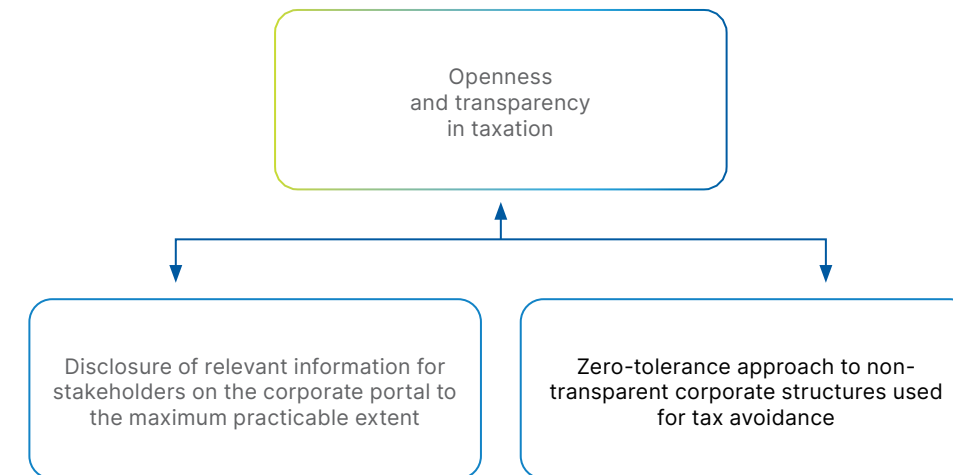 Openness
and transparency
in taxation
Disclosure of relevant information for
stakeholders on the corporate portal to
the maximum practicable extent
Zero-tolerance approach to non-
transparent corporate structures used
for tax avoidance